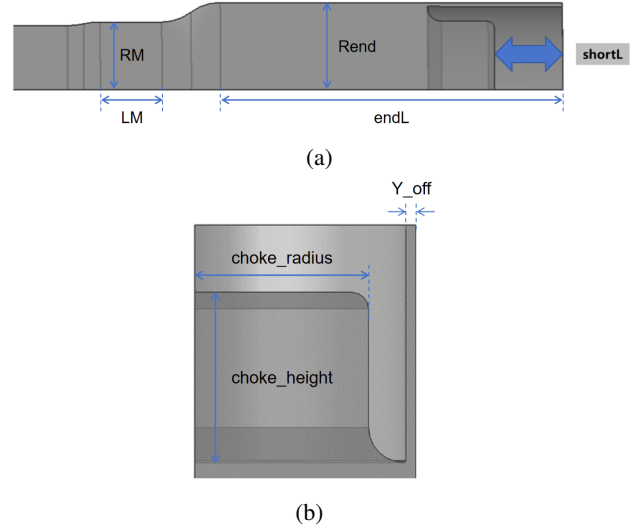 RM
Rend
shortL
LM
endL
(a)
Y_off
choke_radius
choke_height
(b)